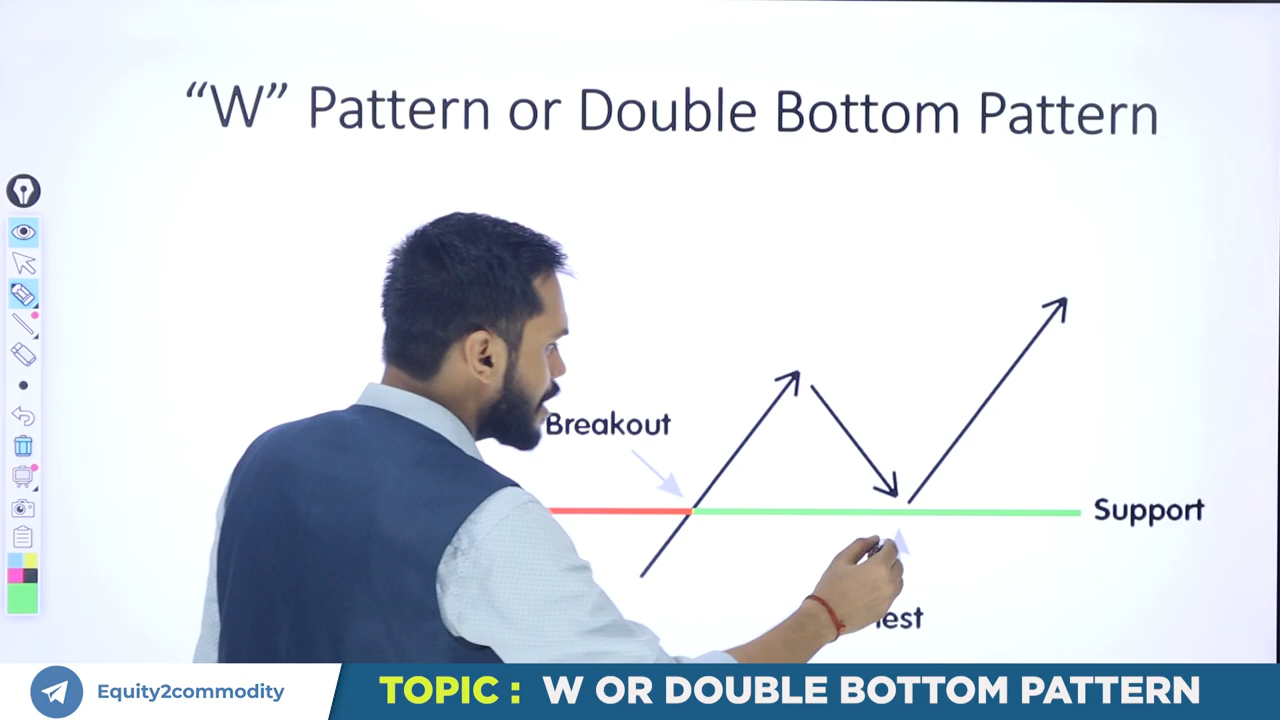 “W” Pattern or Double Bottom Pattern
Breakout
Support
Equity2commodity
TOPIC : W OR DOUBLE BOTTOM PATTERN